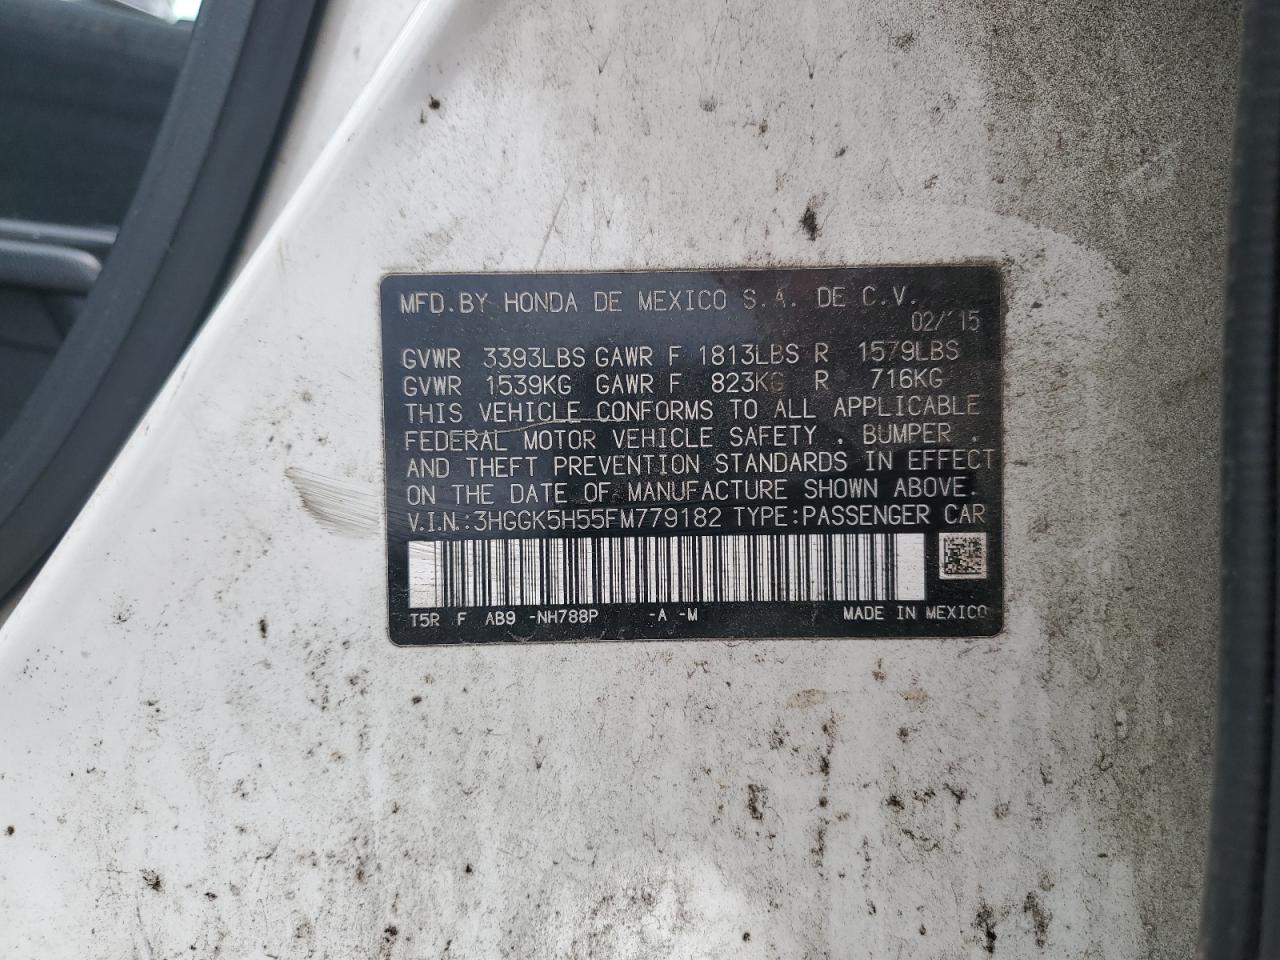 MFD.BY HONDA DE MEXICO S.A. DE C.V.
02/'15
GVWR 3393LBS GAWR F 1813LBS R 1579LBS
GVWR 1539KG GAWR F 823KG R 716KG
THIS VEHICLE CONFORMS TO ALL APPLICABLE
FEDERAL MOTOR VEHICLE SAFETY . BUMPER .
AND THEFT PREVENTION STANDARDS IN EFFECT
ON THE DATE OF MANUFACTURE SHOWN ABOVE.
V.I.N.:3HGGK5H55FM779182 TYPE:PASSENGER CAR
T5R F AB9 -NH788P -A -M MADE IN MEXICO